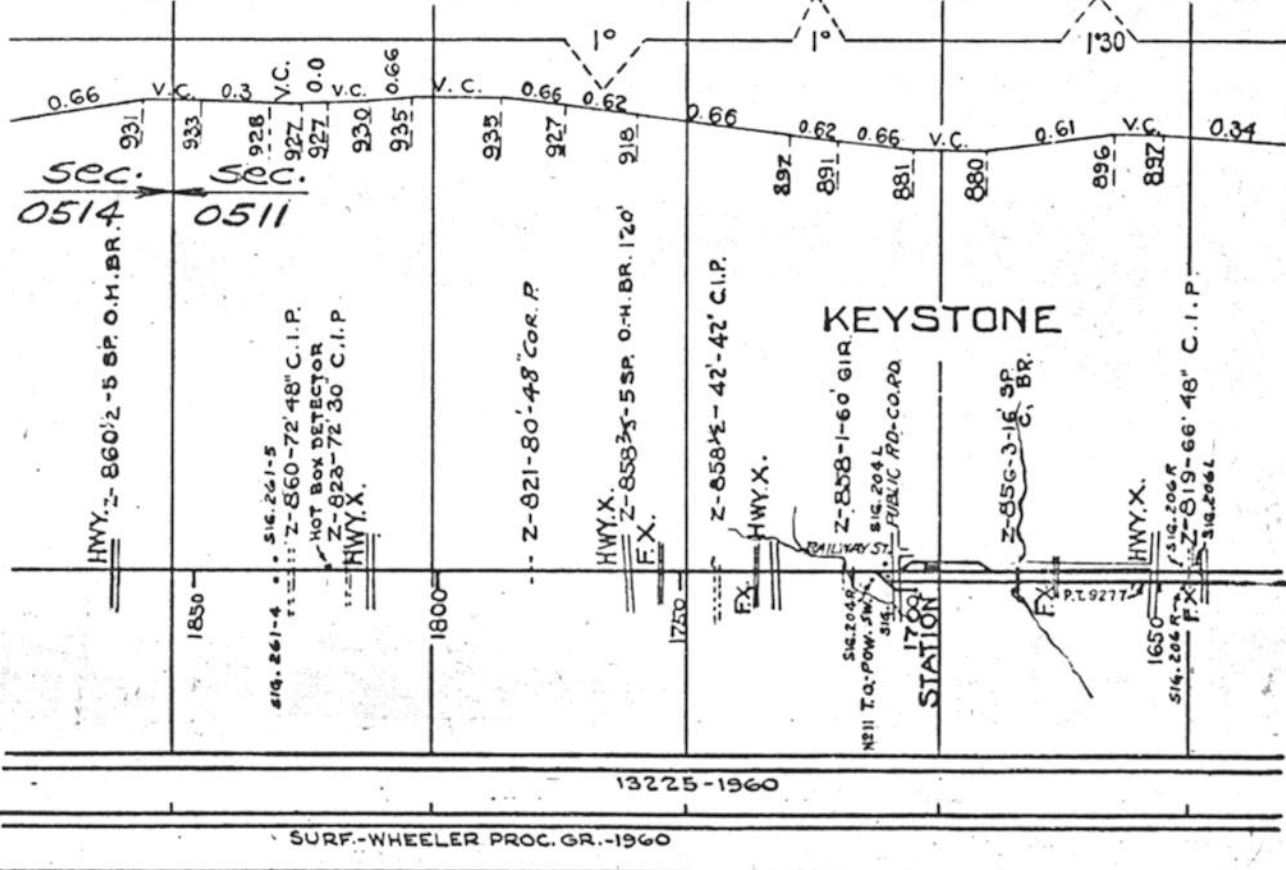 1°
1°
1°30
0.66
V.C.
0.3
V.C.
0.0
V.C.
0.66
V.C.
0.66
0.62
0.66
0.62
0.66
V.C.
0.61
V.C.
0.34
931
933
928
927
927
930
935
935
927
918
897
891
881
880
896
897
Sec.
0514
Sec.
0511
KEYSTONE
HWY.
Z-860½-5 SP. O.H.BR.
SIG. 261-4
SIG. 261-5
Z-860-72' 48" C.I.P.
HOT BOX DETECTOR
Z-823-72' 30" C.I.P
HWY.X.
Z-821-80'-48" COR. P.
HWY.X.
Z-858⅗-5 SP. O-H. BR. 120'
F.X.
Z-858½-42'-42" C.I.P.
F.X.
HWY.X.
RAILWAY ST.
Z-858-1-60' GIR.
SIG. 204L
PUBLIC RD-CO.RD.
SIG. 204R
Nº11 T.O.-POW. SW.
SIG.
STATION
Z-856-3-16' SP.
C, BR.
F.X.
P.T. 9277
HWY.X.
SIG. 206R
SIG. 206R
F.X.
Z-819-66' 48" C.I.P.
SIG. 206L
1850
1800
1750
1700
1650
13225-1960
SURF.-WHEELER PROC. GR.-1960